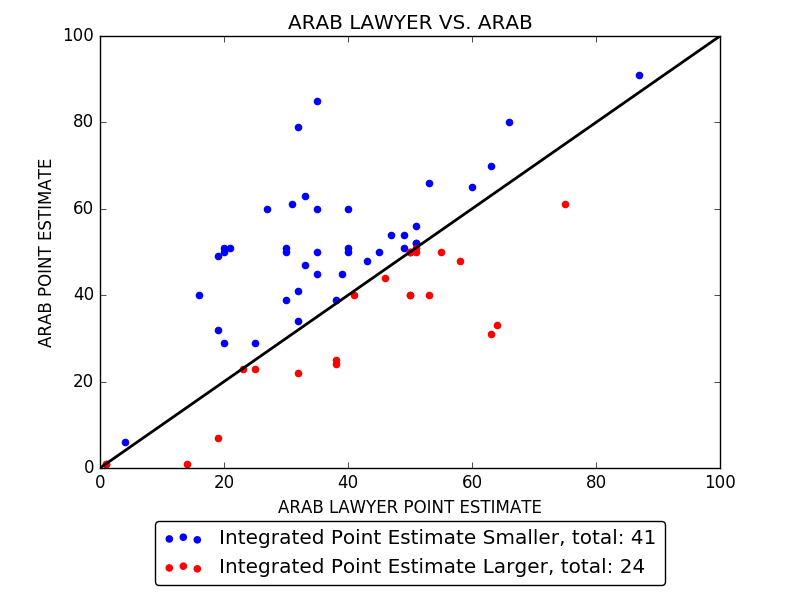 ARAB LAWYER VS. ARAB
100
80
60
40
20
0
ARAB POINT ESTIMATE
0 20 40 60 80 100
ARAB LAWYER POINT ESTIMATE
Integrated Point Estimate Smaller, total: 41
Integrated Point Estimate Larger, total: 24